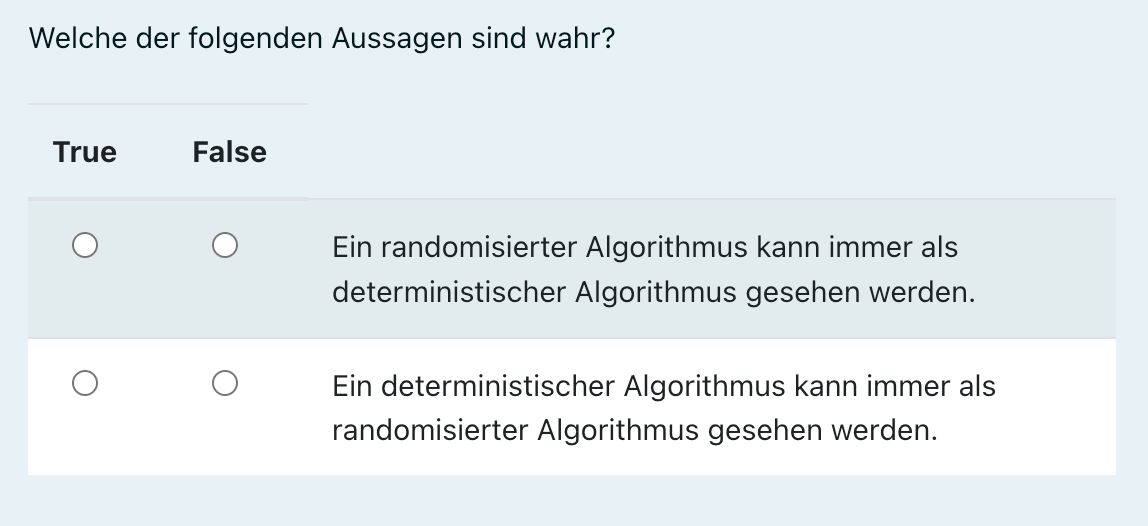 Welche der folgenden Aussagen sind wahr?
True False
Ein randomisierter Algorithmus kann immer als
deterministischer Algorithmus gesehen werden.
Ein deterministischer Algorithmus kann immer als
randomisierter Algorithmus gesehen werden.